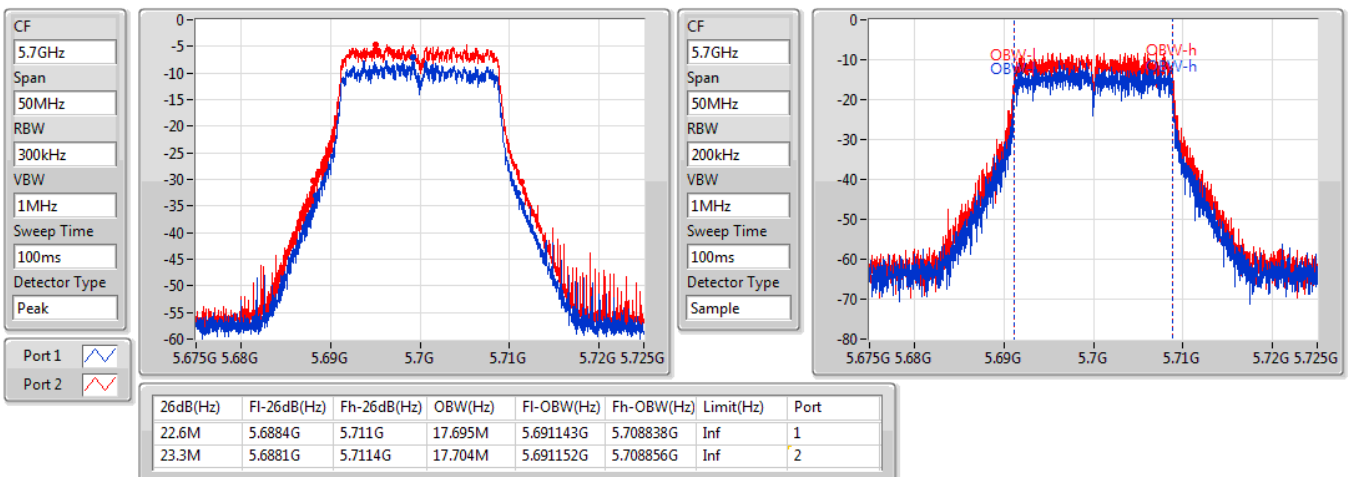 CF
5.7GHz
Span
50MHz
RBW
300kHz
VBW
1MHz
Sweep Time
100ms
Detector Type
Peak
Port 1
Port 2
0
-5
-10
-15
-20
-25
-30
-35
-40
-45
-50
-55
-60
5.675G 5.68G 5.69G 5.7G 5.71G 5.72G 5.725G
CF
5.7GHz
Span
50MHz
RBW
200kHz
VBW
1MHz
Sweep Time
100ms
Detector Type
Sample
0
-10
-20
-30
-40
-50
-60
-70
-80
OBW-h
OBW-h
5.675G 5.68G 5.69G 5.7G 5.71G 5.72G 5.725G
26dB(Hz) Fl-26dB(Hz) Fh-26dB(Hz) OBW(Hz) Fl-OBW(Hz) Fh-OBW(Hz) Limit(Hz) Port
22.6M 5.6884G 5.711G 17.695M 5.691143G 5.708838G Inf 1
23.3M 5.6881G 5.7114G 17.704M 5.691152G 5.708856G Inf 2